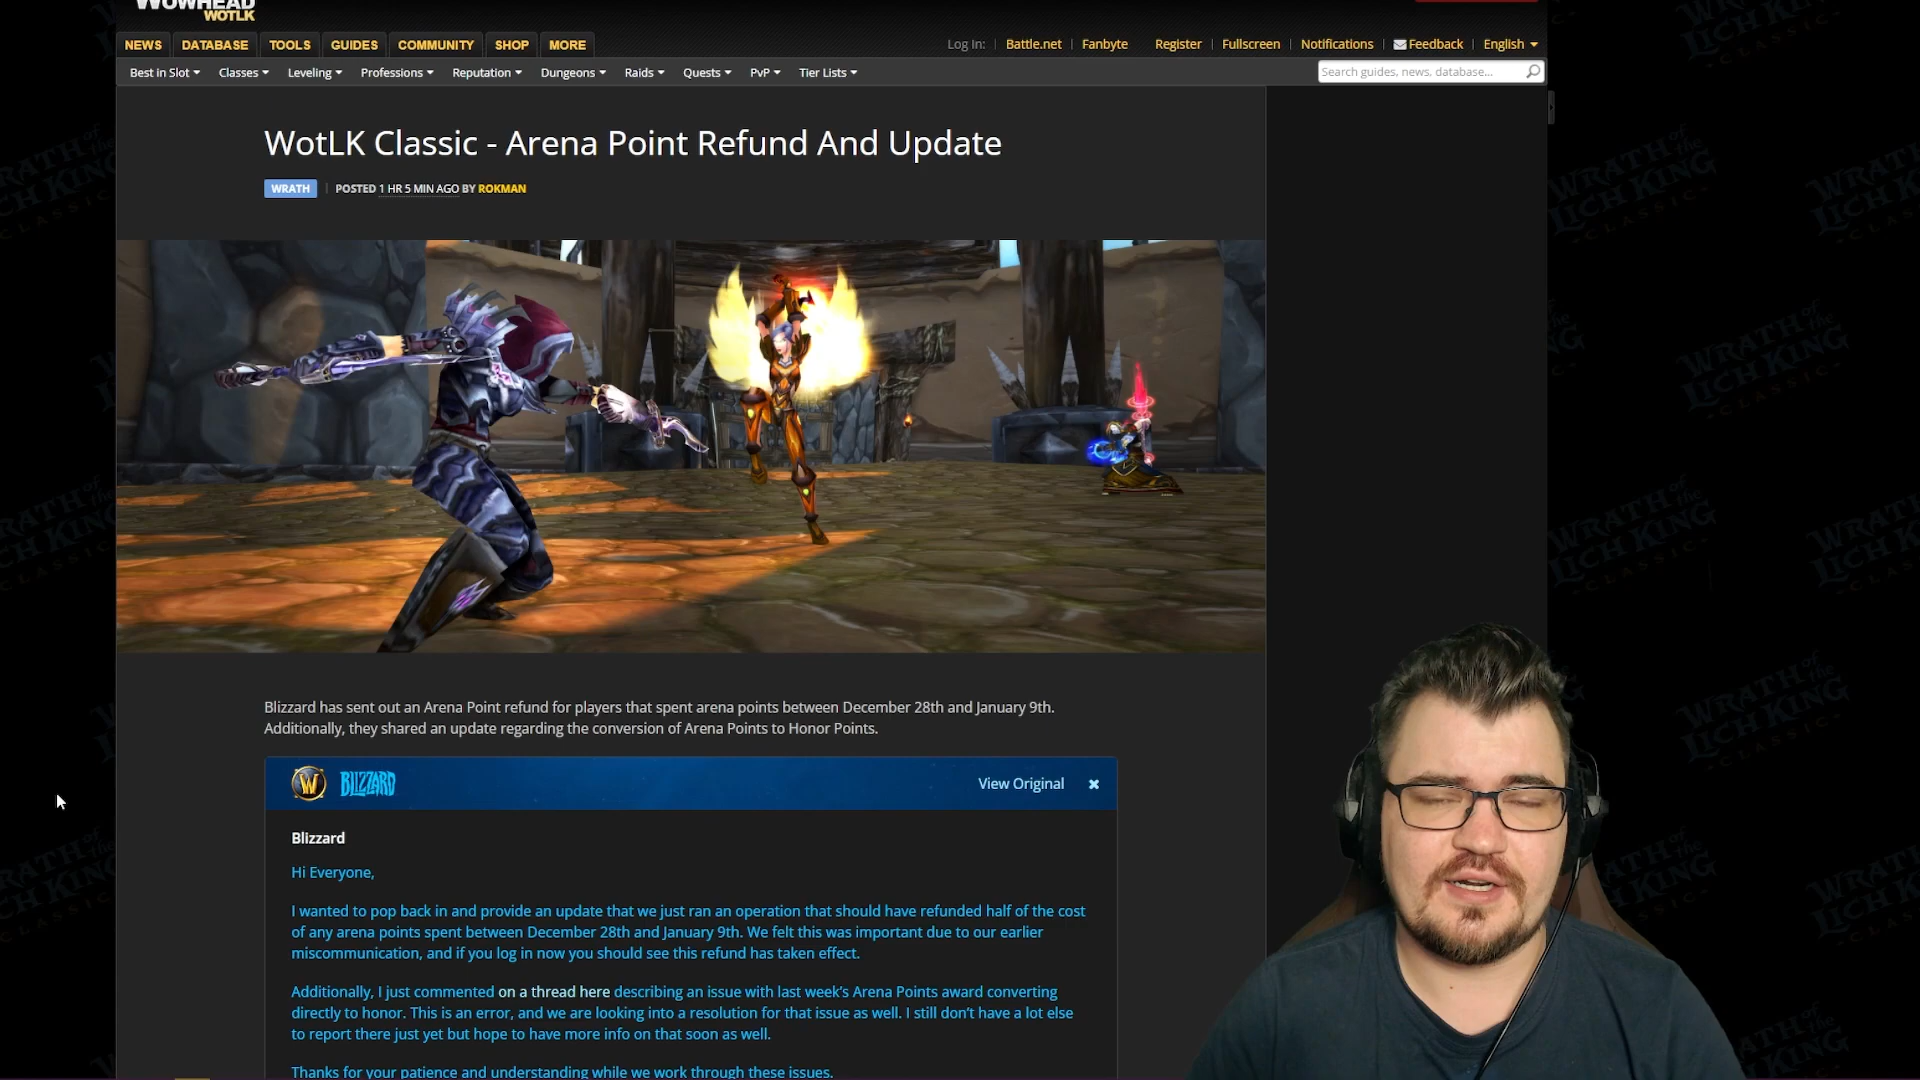 WOWHEAD
WOTLK
NEWS DATABASE TOOLS GUIDES COMMUNITY SHOP MORE
Log In: Battle.net Fanbyte Register Fullscreen Notifications Feedback English
Best in Slot Classes Leveling Professions Reputation Dungeons Raids Quests PvP Tier Lists
Search guides, news, database...
WotLK Classic - Arena Point Refund And Update
WRATH POSTED 1 HR 5 MIN AGO BY ROKMAN
Blizzard has sent out an Arena Point refund for players that spent arena points between December 28th and January 9th.
Additionally, they shared an update regarding the conversion of Arena Points to Honor Points.
W BLIZZARD View Original
Blizzard
Hi Everyone,
I wanted to pop back in and provide an update that we just ran an operation that should have refunded half of the cost
of any arena points spent between December 28th and January 9th. We felt this was important due to our earlier
miscommunication, and if you log in now you should see this refund has taken effect.
Additionally, I just commented on a thread here describing an issue with last week's Arena Points award converting
directly to honor. This is an error, and we are looking into a resolution for that issue as well. I still don't have a lot else
to report there just yet but hope to have more info on that soon as well.
Thanks for your patience and understanding while we work through these issues.
WRATH of the LICH KING CLASSIC